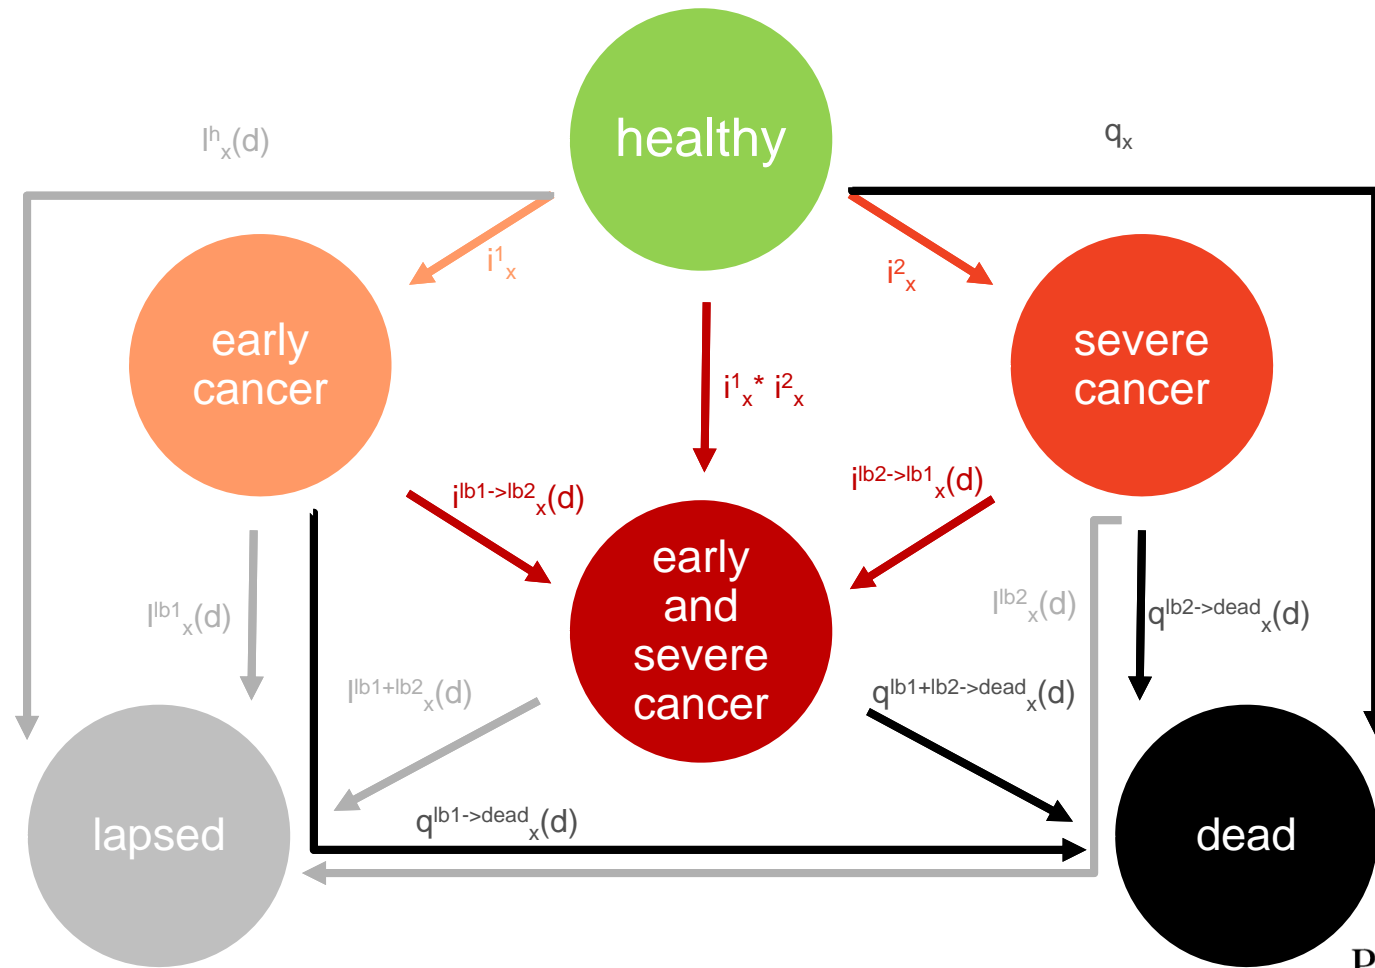 healthy
l^h_x(d)
q_x
i^1_x
i^2_x
early
cancer
severe
cancer
i^1_x * i^2_x
i^lb1->lb2_x(d)
i^lb2->lb1_x(d)
early
and
severe
cancer
l^lb1_x(d)
l^lb2_x(d)
q^lb2->dead_x(d)
l^lb1+lb2_x(d)
q^lb1+lb2->dead_x(d)
lapsed
q^lb1->dead_x(d)
dead